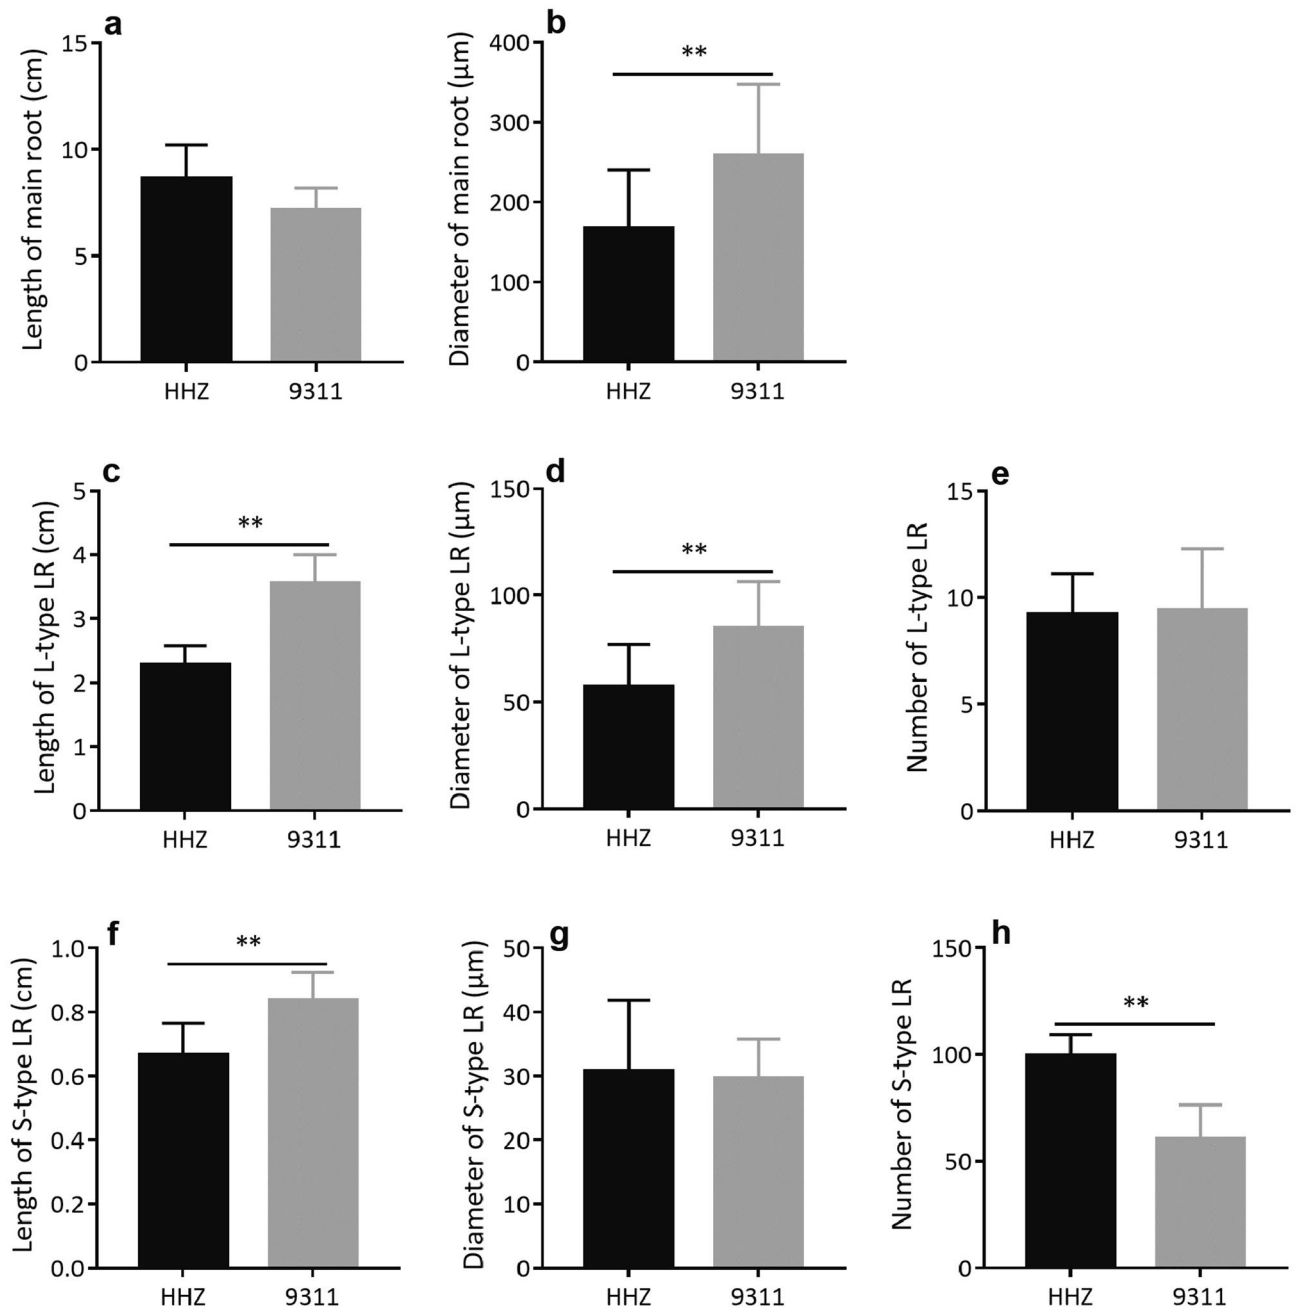 a
Length of main root (cm)
15
10
5
0
HHZ 9311
b
Diameter of main root (μm)
400
300
200
100
0
**
HHZ 9311
c
Length of L-type LR (cm)
5
4
3
2
1
0
**
HHZ 9311
d
Diameter of L-type LR (μm)
150
100
50
0
**
HHZ 9311
e
Number of L-type LR
15
10
5
0
HHZ 9311
f
Length of S-type LR (cm)
1.0
0.8
0.6
0.4
0.2
0.0
**
HHZ 9311
g
Diameter of S-type LR (μm)
50
40
30
20
10
0
HHZ 9311
h
Number of S-type LR
150
100
50
0
**
HHZ 9311